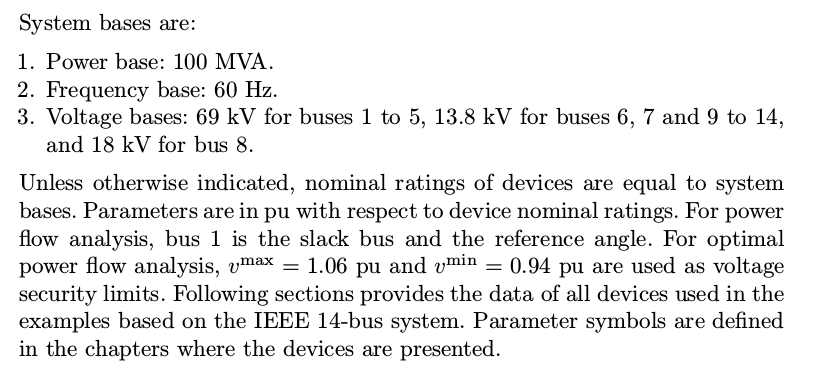 System bases are:
1. Power base: 100 MVA.
2. Frequency base: 60 Hz.
3. Voltage bases: 69 kV for buses 1 to 5, 13.8 kV for buses 6, 7 and 9 to 14,
and 18 kV for bus 8.
Unless otherwise indicated, nominal ratings of devices are equal to system
bases. Parameters are in pu with respect to device nominal ratings. For power
flow analysis, bus 1 is the slack bus and the reference angle. For optimal
power flow analysis, v^max = 1.06 pu and v^min = 0.94 pu are used as voltage
security limits. Following sections provides the data of all devices used in the
examples based on the IEEE 14-bus system. Parameter symbols are defined
in the chapters where the devices are presented.